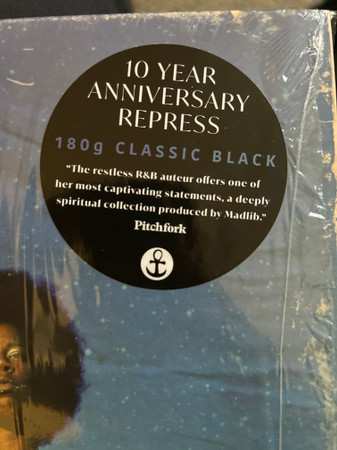 10 YEAR
ANNIVERSARY
REPRESS
180g CLASSIC BLACK
“The restless R&B auteur offers one of
her most captivating statements, a deeply
spiritual collection produced by Madlib.”
Pitchfork